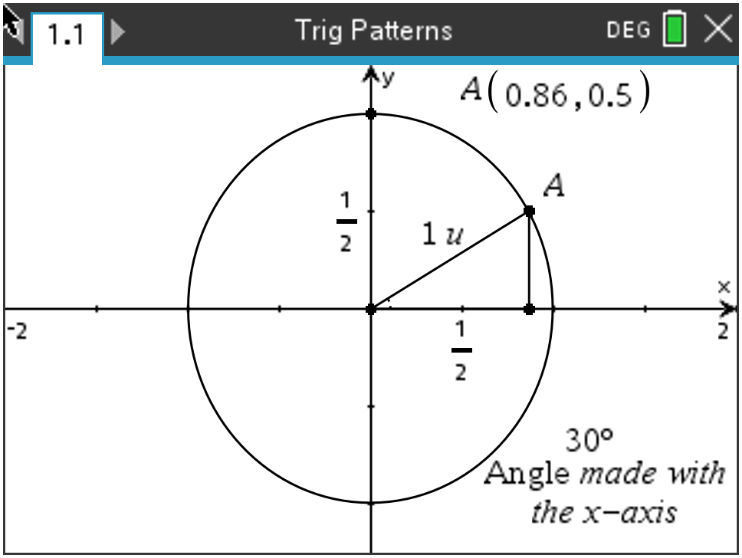 1.1
Trig Patterns
DEG
y
A(0.86,0.5)
A
1/2
1 u
x
-2
1/2
2
30°
Angle made with
the x−axis